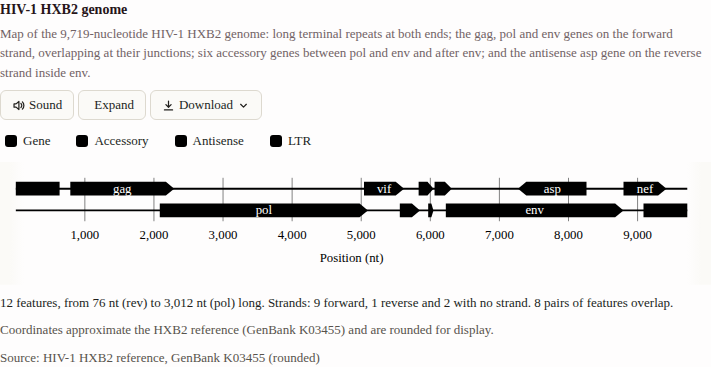 HIV-1 HXB2 genome
Map of the 9,719-nucleotide HIV-1 HXB2 genome: long terminal repeats at both ends; the gag, pol and env genes on the forward
strand, overlapping at their junctions; six accessory genes between pol and env and after env; and the antisense asp gene on the reverse
strand inside env.
Sound Expand Download
Gene Accessory Antisense LTR
gag vif asp nef
pol env
1,000 2,000 3,000 4,000 5,000 6,000 7,000 8,000 9,000
Position (nt)
12 features, from 76 nt (rev) to 3,012 nt (pol) long. Strands: 9 forward, 1 reverse and 2 with no strand. 8 pairs of features overlap.
Coordinates approximate the HXB2 reference (GenBank K03455) and are rounded for display.
Source: HIV-1 HXB2 reference, GenBank K03455 (rounded)